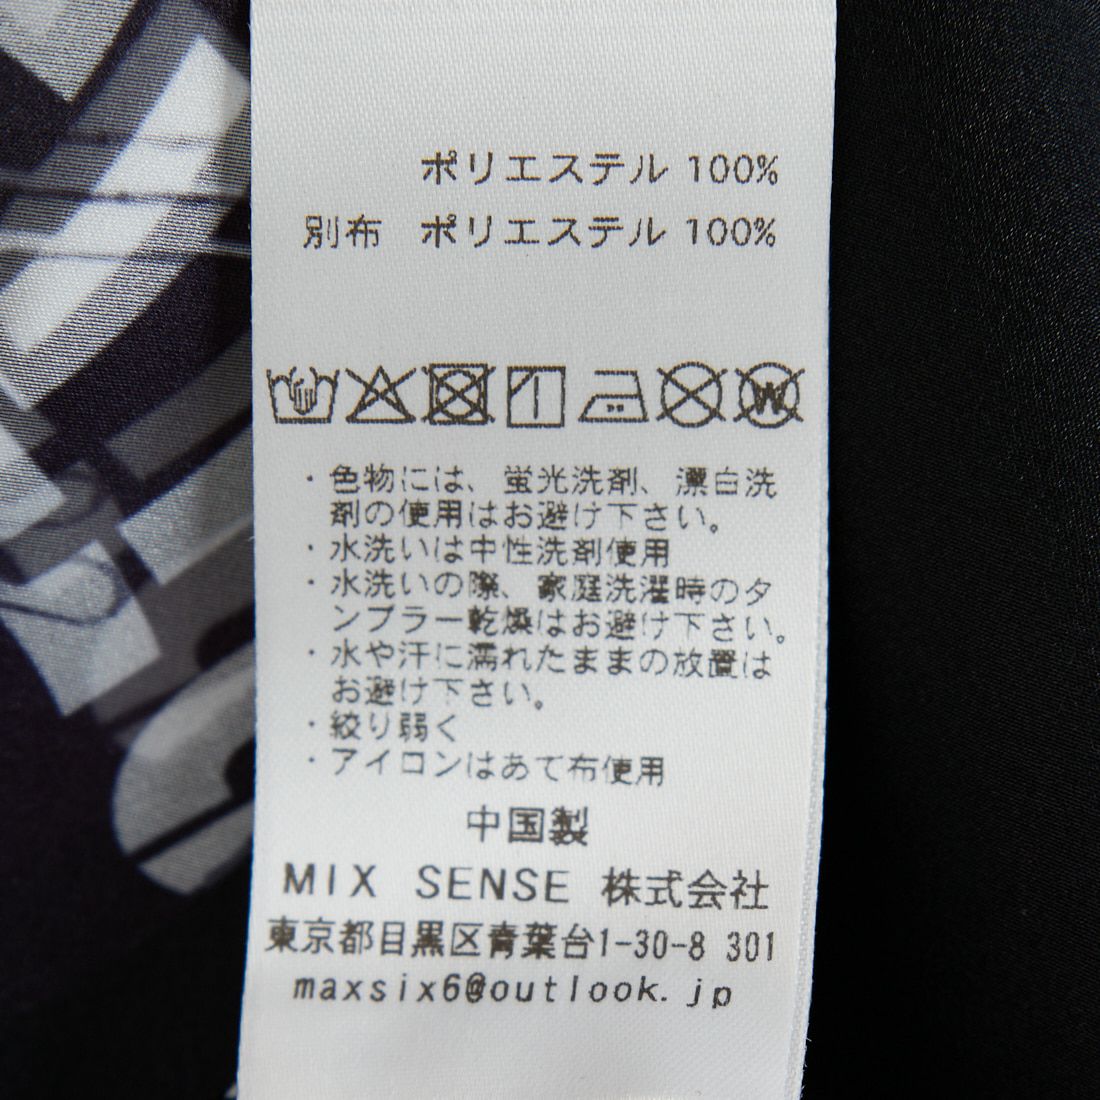 ポリエステル 100%
別布 ポリエステル 100%
・色物には、蛍光洗剤、漂白洗
剤の使用はお避け下さい。
・水洗いは中性洗剤使用
・水洗いの際、家庭洗濯時のタ
ンブラー乾燥はお避け下さい。
・水や汗に濡れたままの放置は
お避け下さい。
・絞り弱く
・アイロンはあて布使用
中国製
MIX SENSE 株式会社
東京都目黒区青葉台1-30-8 301
maxsix6@outlook.jp